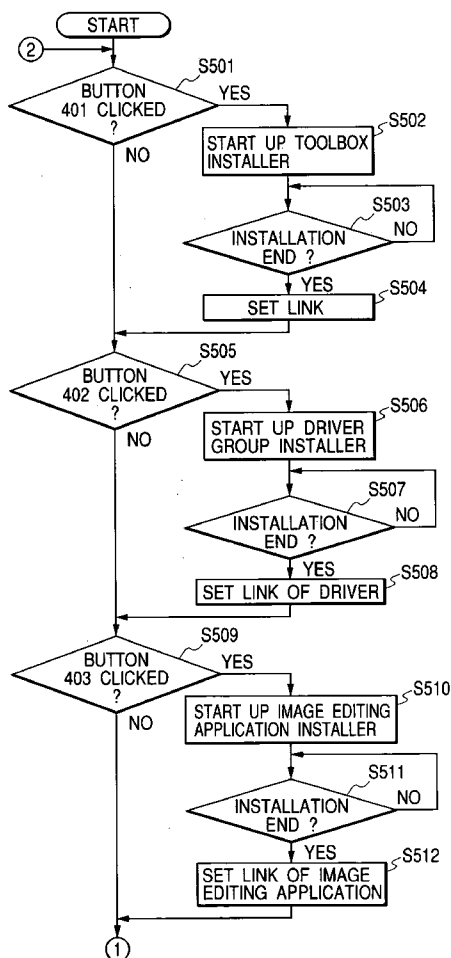 START
2
S501
BUTTON
401 CLICKED
?
YES
NO
S502
START UP TOOLBOX
INSTALLER
S503
INSTALLATION
END ?
NO
YES
S504
SET LINK
S505
BUTTON
402 CLICKED
?
YES
NO
S506
START UP DRIVER
GROUP INSTALLER
S507
INSTALLATION
END ?
NO
YES
S508
SET LINK OF DRIVER
S509
BUTTON
403 CLICKED
?
YES
NO
S510
START UP IMAGE EDITING
APPLICATION INSTALLER
S511
INSTALLATION
END ?
NO
YES
S512
SET LINK OF IMAGE
EDITING APPLICATION
1